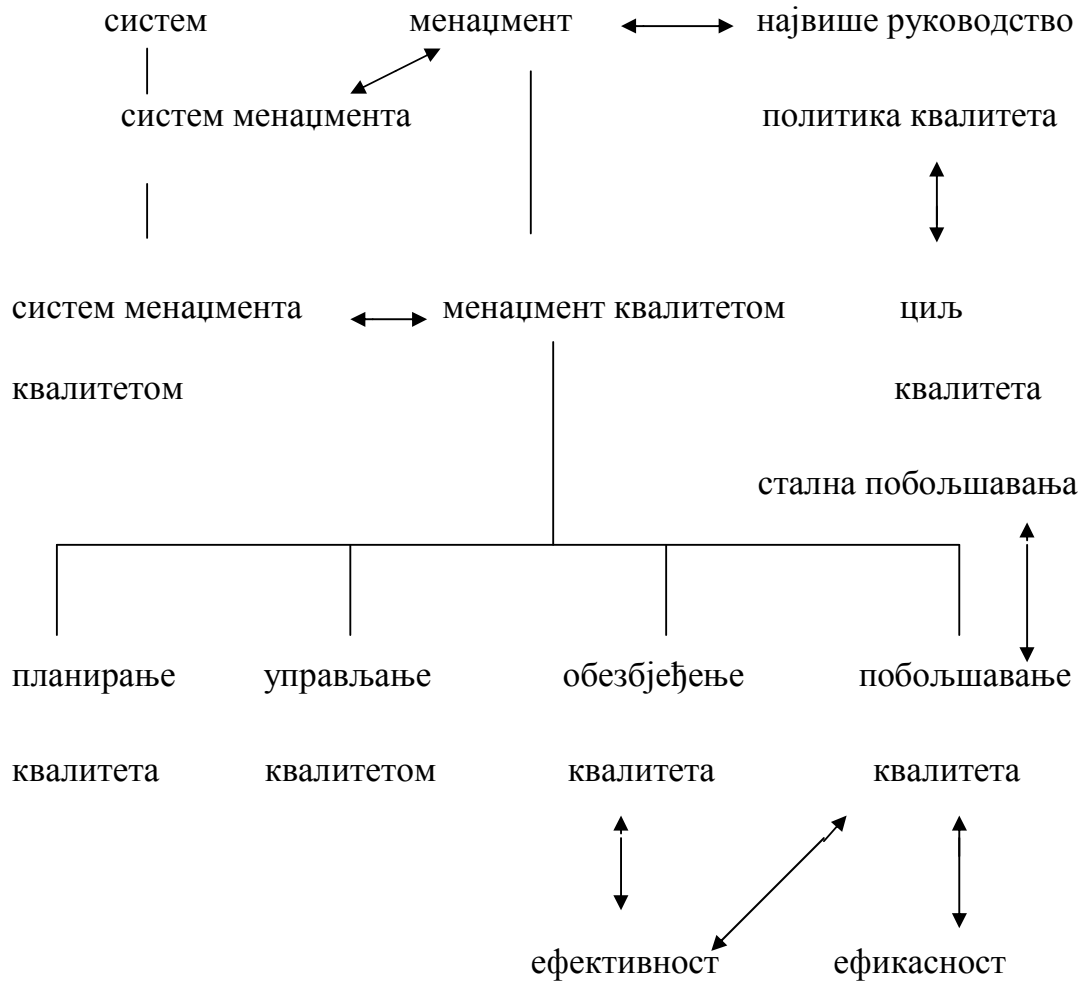 систем менаџмент највише руководство
систем менаџмента политика квалитета
систем менаџмента менаџмент квалитетом циљ
квалитетом квалитета
стална побољшавања
планирање управљање обезбјеђење побољшавање
квалитета квалитетом квалитета квалитета
ефективност ефикасност